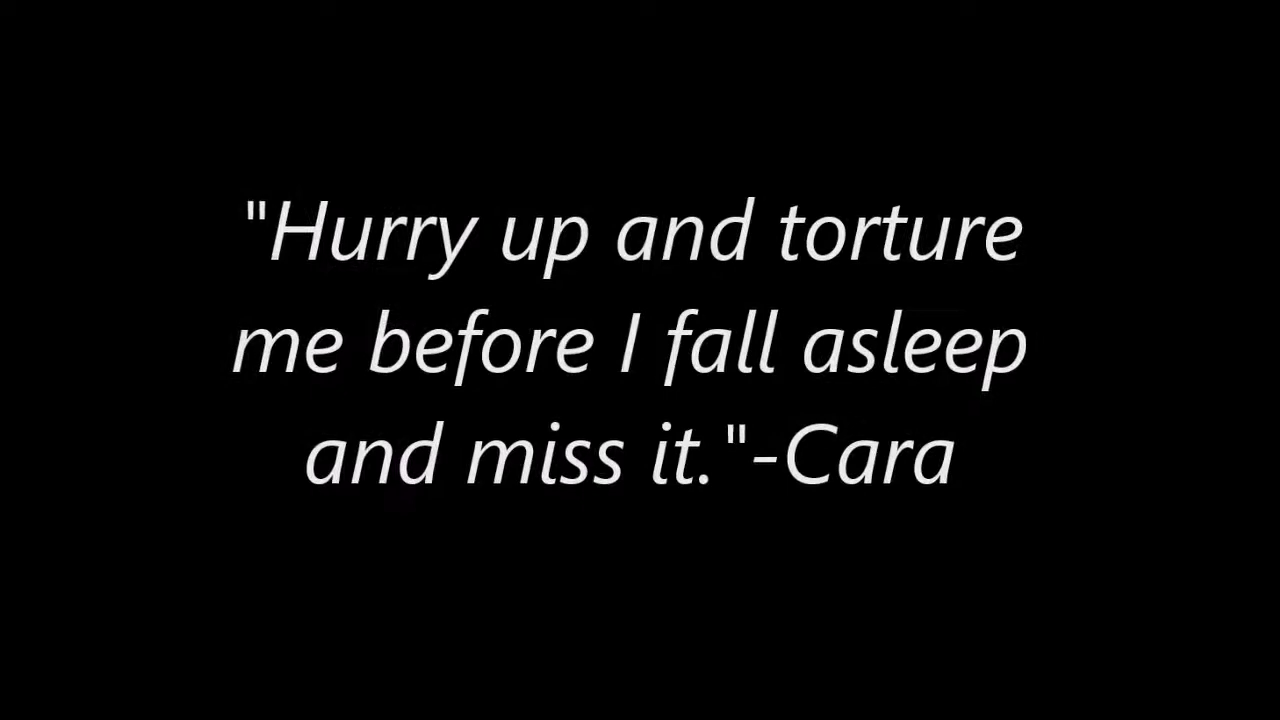 "Hurry up and torture
me before I fall asleep
and miss it."-Cara